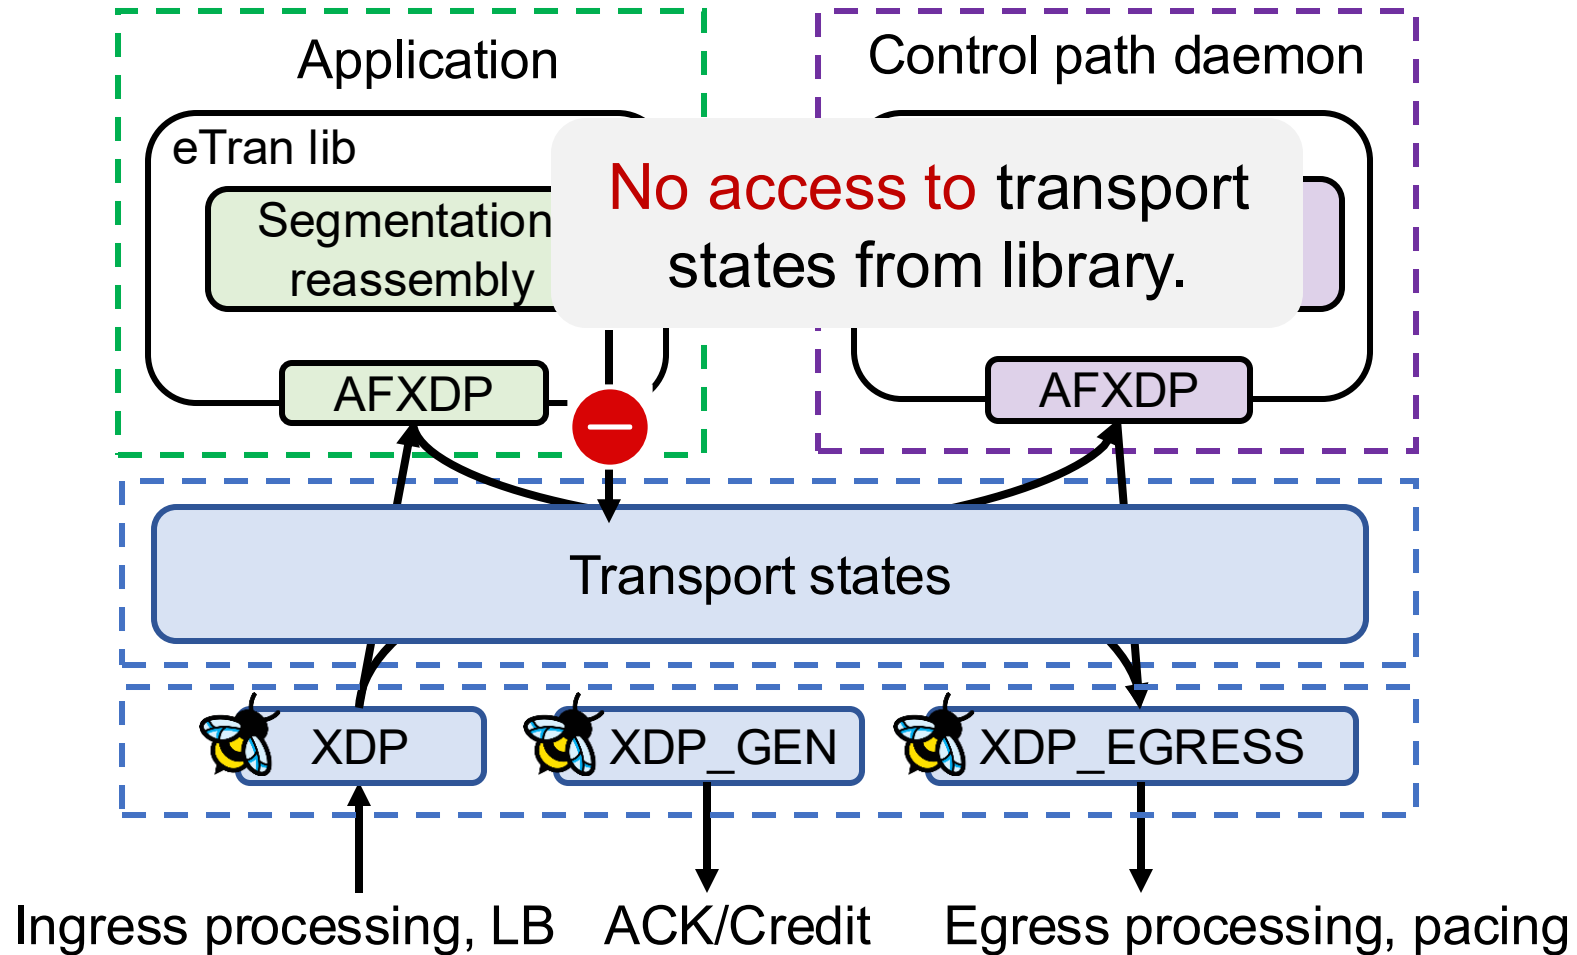 Application
Control path daemon
eTran lib
Segmentation
reassembly
No access to transport
states from library.
AFXDP
AFXDP
Transport states
XDP
XDP_GEN
XDP_EGRESS
Ingress processing, LB
ACK/Credit
Egress processing, pacing